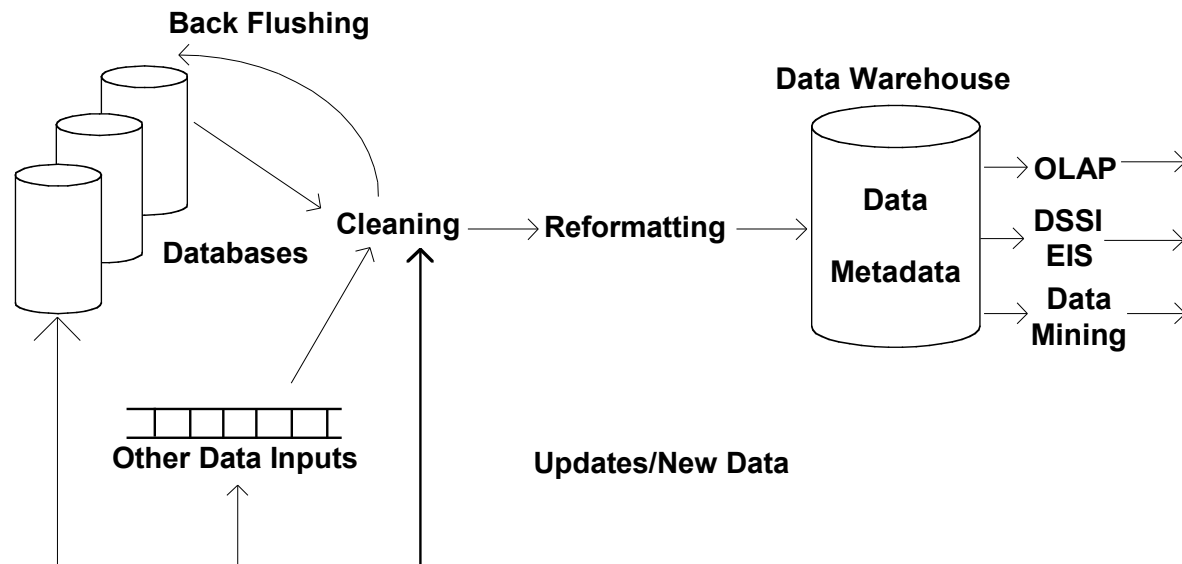 Back Flushing
Data Warehouse
OLAP
Data
Cleaning
Reformatting
DSSI
EIS
Databases
Metadata
Data
Mining
Other Data Inputs
Updates/New Data